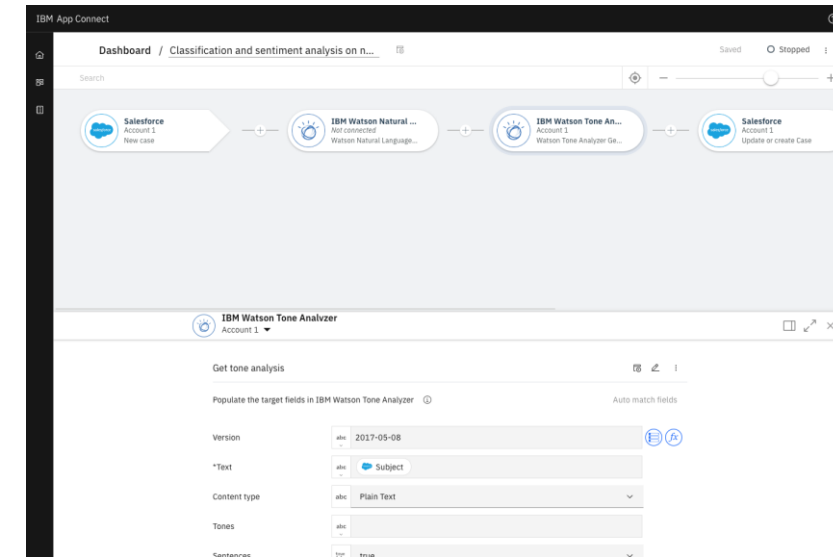 IBM App Connect
Dashboard / Classification and sentiment analysis on n...
Saved
Stopped
Search
Salesforce
Account 1
New case
IBM Watson Natural ...
Not connected
Watson Natural Language...
IBM Watson Tone An...
Account 1
Watson Tone Analyzer Ge...
Salesforce
Account 1
Update or create Case
IBM Watson Tone Analyzer
Account 1
Get tone analysis
Populate the target fields in IBM Watson Tone Analyzer
Auto match fields
Version
abc
2017-05-08
fx
*Text
abc
Subject
Content type
abc
Plain Text
Tones
abc
Sentences
true